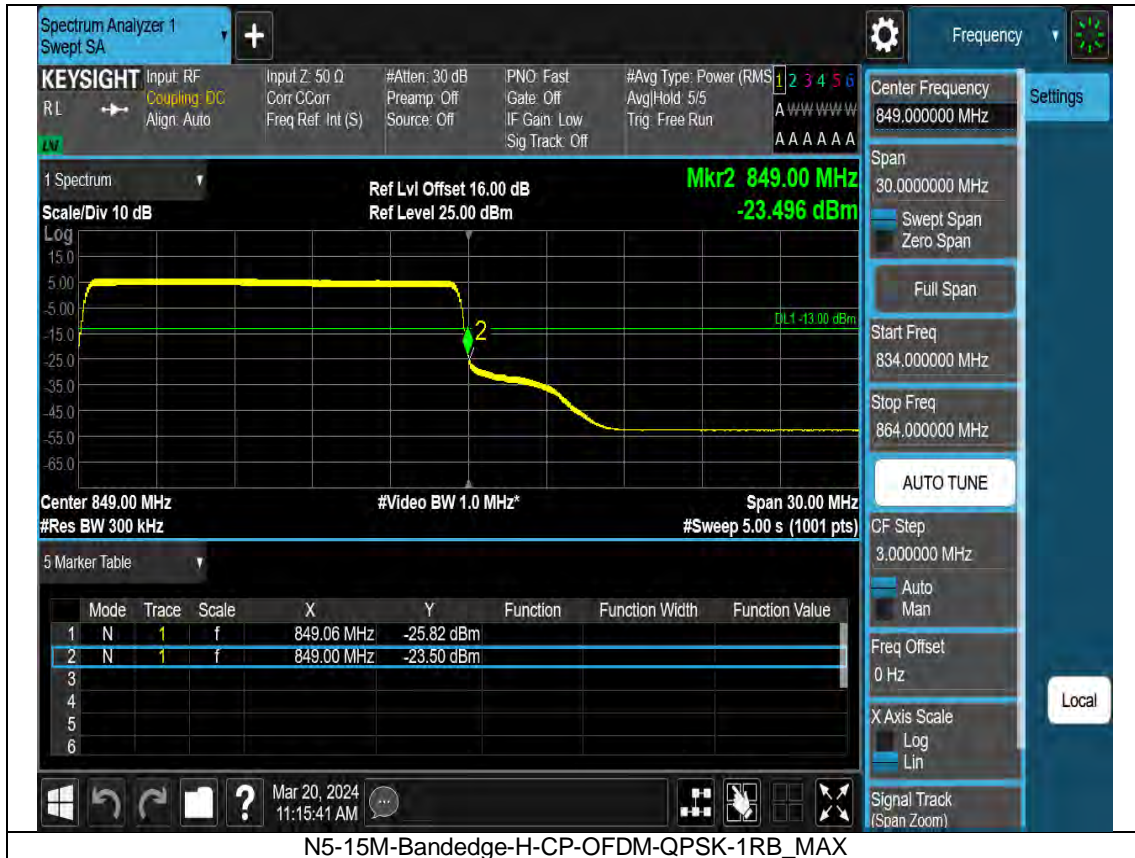 Spectrum Analyzer 1
Swept SA
+
Frequency
KEYSIGHT
RL
Input: RF
Coupling: DC
Align: Auto
Input Z: 50 Ω
Corr CCorr
Freq Ref: Int (S)
#Atten: 30 dB
Preamp: Off
Source: Off
PNO: Fast
Gate: Off
IF Gain: Low
Sig Track: Off
#Avg Type: Power (RMS
Avg|Hold: 5/5
Trig: Free Run
1 2 3 4 5 6
A W W W W W
A A A A A A
1 Spectrum
Scale/Div 10 dB
Log
Ref Lvl Offset 16.00 dB
Ref Level 25.00 dBm
Mkr2 849.00 MHz
-23.496 dBm
15.0
5.00
-5.00
-15.0
-25.0
-35.0
-45.0
-55.0
-65.0
DL1 -13.00 dBm
2
Center 849.00 MHz
#Res BW 300 kHz
#Video BW 1.0 MHz*
Span 30.00 MHz
#Sweep 5.00 s (1001 pts)
5 Marker Table
Mode Trace Scale X Y Function Function Width Function Value
1 N 1 f 849.06 MHz -25.82 dBm
2 N 1 f 849.00 MHz -23.50 dBm
3
4
5
6
Center Frequency
849.000000 MHz
Settings
Span
30.0000000 MHz
Swept Span
Zero Span
Full Span
Start Freq
834.000000 MHz
Stop Freq
864.000000 MHz
AUTO TUNE
CF Step
3.000000 MHz
Auto
Man
Freq Offset
0 Hz
Local
X Axis Scale
Log
Lin
Signal Track
(Span Zoom)
?
Mar 20, 2024
11:15:41 AM
N5-15M-Bandedge-H-CP-OFDM-QPSK-1RB_MAX